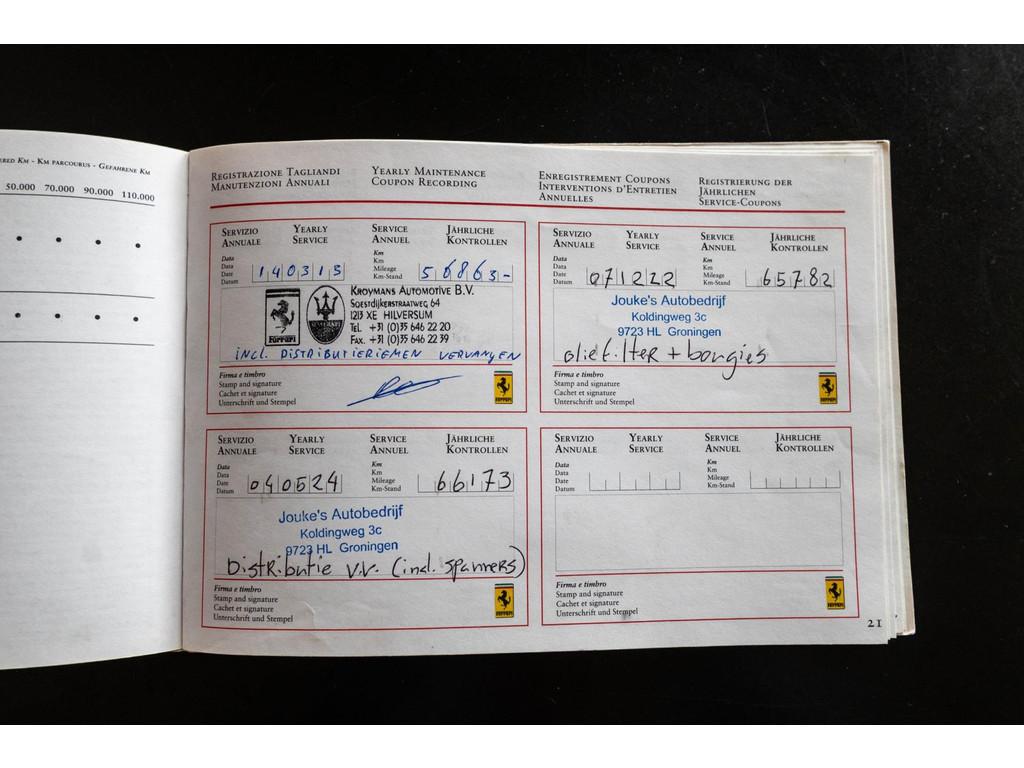 ERED KM - KM PARCOURUS - GEFAHRENE KM
50.000 70.000 90.000 110.000
REGISTRAZIONE TAGLIANDI
MANUTENZIONI ANNUALI
YEARLY MAINTENANCE
COUPON RECORDING
ENREGISTREMENT COUPONS
INTERVENTIONS D'ENTRETIEN
ANNUELLES
REGISTRIERUNG DER
JÄHRLICHEN
SERVICE-COUPONS
SERVIZIO ANNUALE
YEARLY SERVICE
SERVICE ANNUEL
JÄHRLICHE KONTROLLEN
Data
Data
Date
Datum
140315
Km
Km
Mileage
Km-Stand
56863-
Ferrari
MASERATI
KROYMANS AUTOMOTIVE B.V.
SOESTDIJKERSTRAATWEG 64
1213 XE HILVERSUM
TEL. +31 (0)35 646 22 20
FAX. +31 (0)35 646 22 39
INCL. DISTRIBUTIERIEMEN VERVANGEN
Firma e timbro
Stamp and signature
Cachet et signature
Unterschrift und Stempel
Ferrari
SERVIZIO ANNUALE
YEARLY SERVICE
SERVICE ANNUEL
JÄHRLICHE KONTROLLEN
Data
Data
Date
Datum
071222
Km
Km
Mileage
Km-Stand
65782
Jouke's Autobedrijf
Koldingweg 3c
9723 HL Groningen
oliefilter + bougies
Firma e timbro
Stamp and signature
Cachet et signature
Unterschrift und Stempel
Ferrari
SERVIZIO ANNUALE
YEARLY SERVICE
SERVICE ANNUEL
JÄHRLICHE KONTROLLEN
Data
Data
Date
Datum
040524
Km
Km
Mileage
Km-Stand
66173
Jouke's Autobedrijf
Koldingweg 3c
9723 HL Groningen
Distributie v.v. (incl. spanners)
Firma e timbro
Stamp and signature
Cachet et signature
Unterschrift und Stempel
Ferrari
SERVIZIO ANNUALE
YEARLY SERVICE
SERVICE ANNUEL
JÄHRLICHE KONTROLLEN
Data
Data
Date
Datum
Km
Km
Mileage
Km-Stand
Firma e timbro
Stamp and signature
Cachet et signature
Unterschrift und Stempel
Ferrari
21